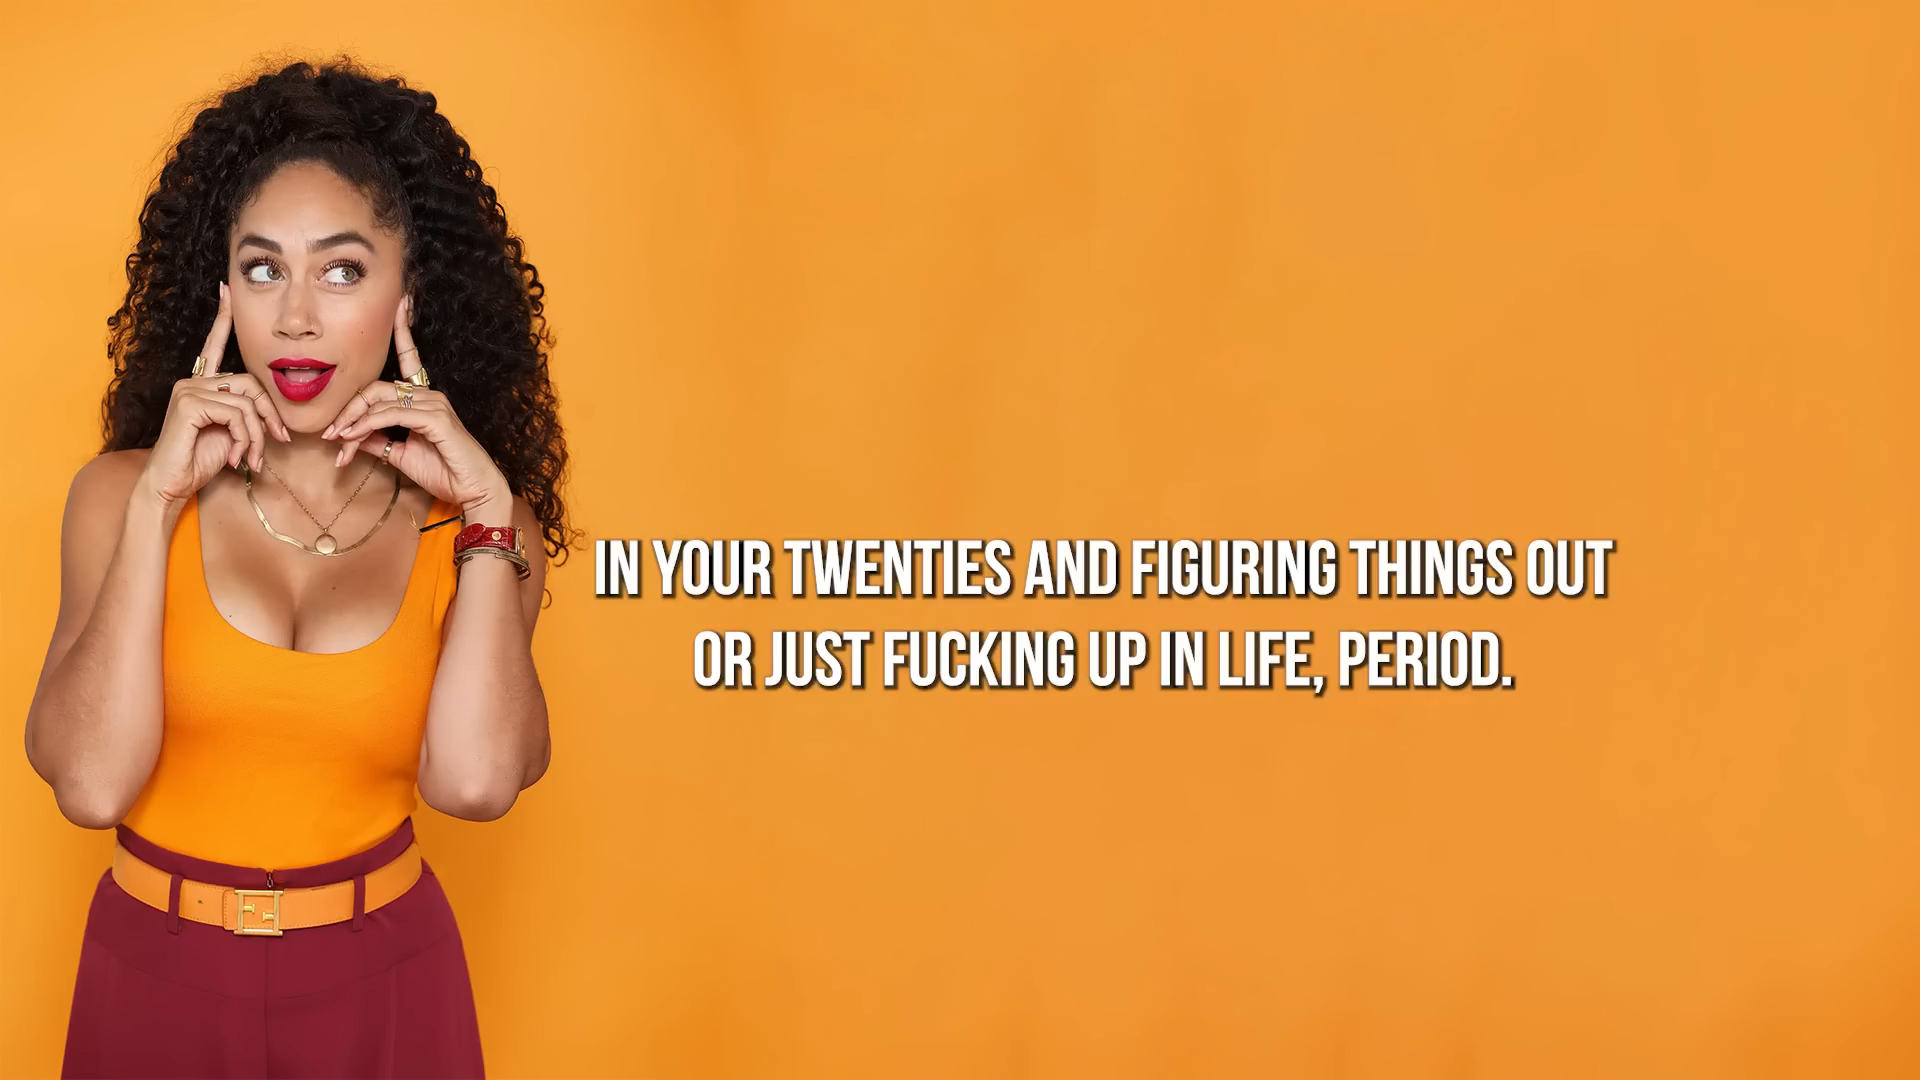 IN YOUR TWENTIES AND FIGURING THINGS OUT
OR JUST FUCKING UP IN LIFE, PERIOD.